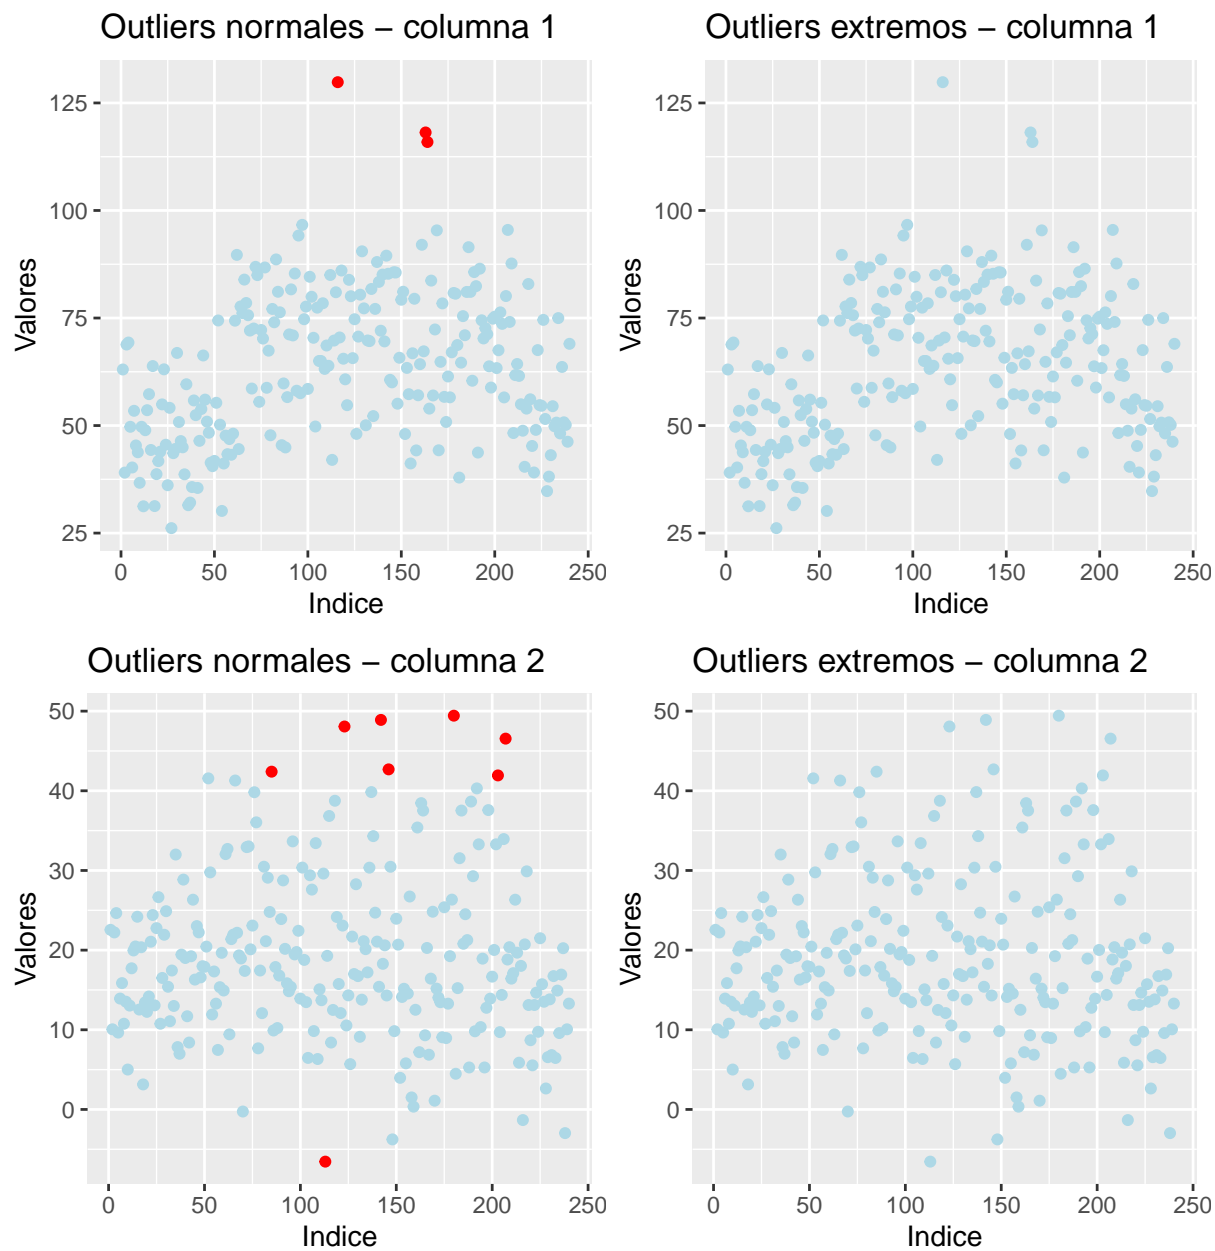 Outliers normales – columna 1
125
100
75
50
25
Valores
0 50 100 150 200 250
Indice
Outliers extremos – columna 1
125
100
75
50
25
Valores
0 50 100 150 200 250
Indice
Outliers normales – columna 2
50
40
30
20
10
0
Valores
0 50 100 150 200 250
Indice
Outliers extremos – columna 2
50
40
30
20
10
0
Valores
0 50 100 150 200 250
Indice